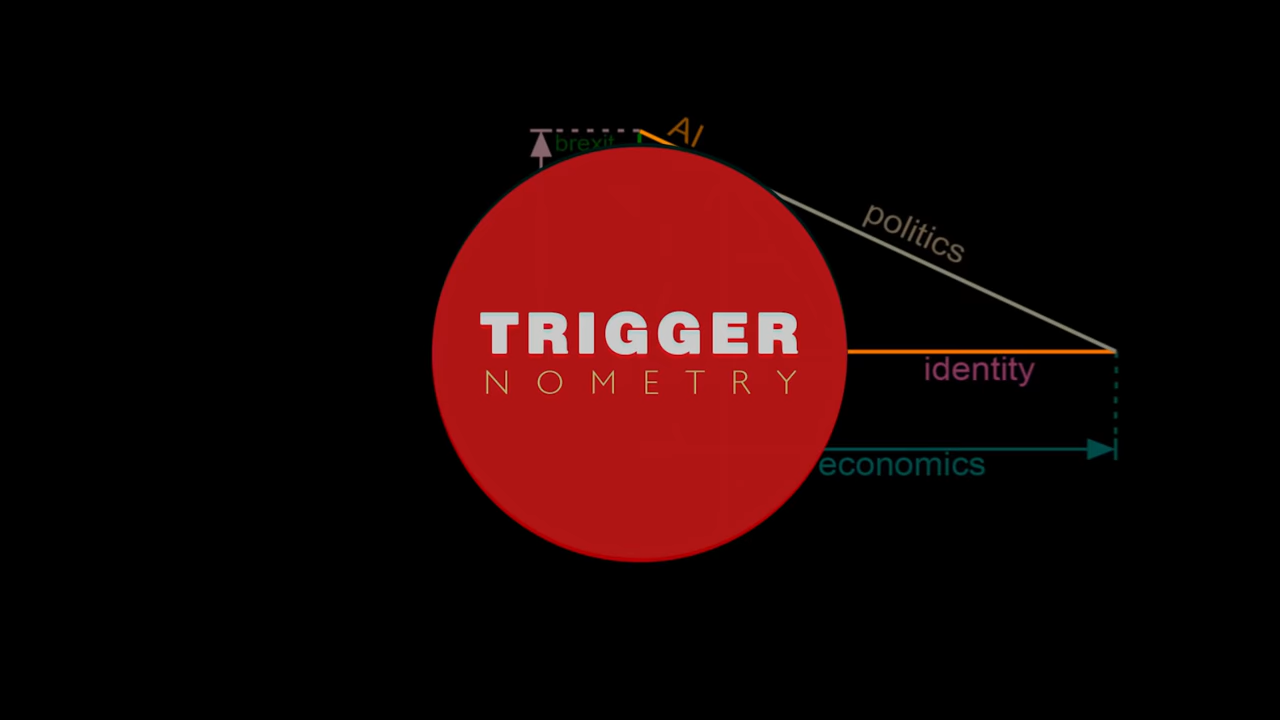 AI
brexit
politics
TRIGGER
NOMETRY
identity
economics